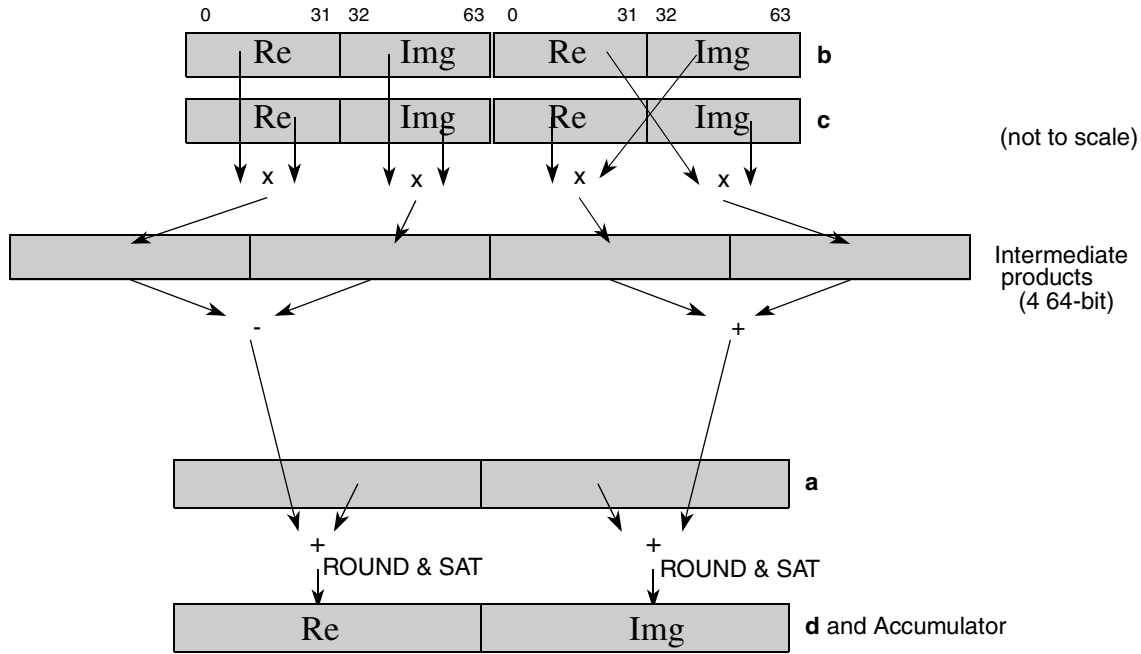 0 31 32 63 0 31 32 63
Re Img Re Img b
Re Img Re Img c
(not to scale)
x x x x
Intermediate
products
(4 64-bit)
- +
a
+ +
ROUND & SAT ROUND & SAT
Re Img d and Accumulator